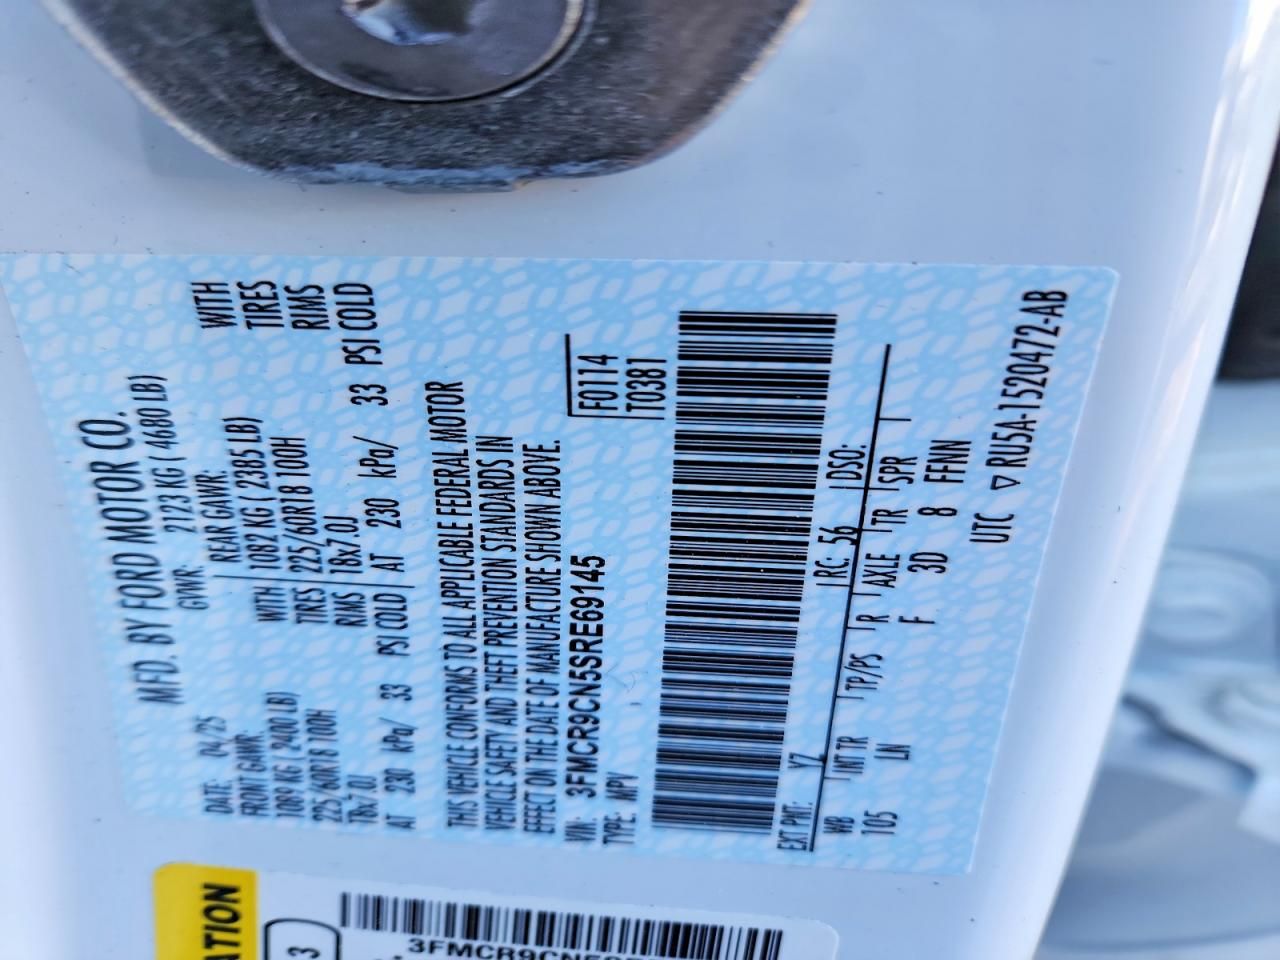 MFD. BY FORD MOTOR CO.
DATE: 04/25 GVWR: 2123 KG ( 4680 LB)
FRONT GAWR: REAR GAWR: WITH
1089 KG ( 2400 LB) WITH 1082 KG ( 2385 LB) TIRES
225/60R18 100H TIRES 225/60R18 100H RIMS
18x7.0J RIMS 18x7.0J
AT 230 kPa/ 33 PSI COLD AT 230 kPa/ 33 PSI COLD
THIS VEHICLE CONFORMS TO ALL APPLICABLE FEDERAL MOTOR
VEHICLE SAFETY AND THEFT PREVENTION STANDARDS IN
EFFECT ON THE DATE OF MANUFACTURE SHOWN ABOVE.
VIN: 3FMCR9CN5SRE69145 F0114
TYPE: MPV T0381
EXT PNT: YZ RC: 56 DSO:
WB INT TR TP/PS R AXLE TR SPR
105 LN F 3D 8 FFNN
UTC ▽ RU5A-1520472-AB
ATION
3